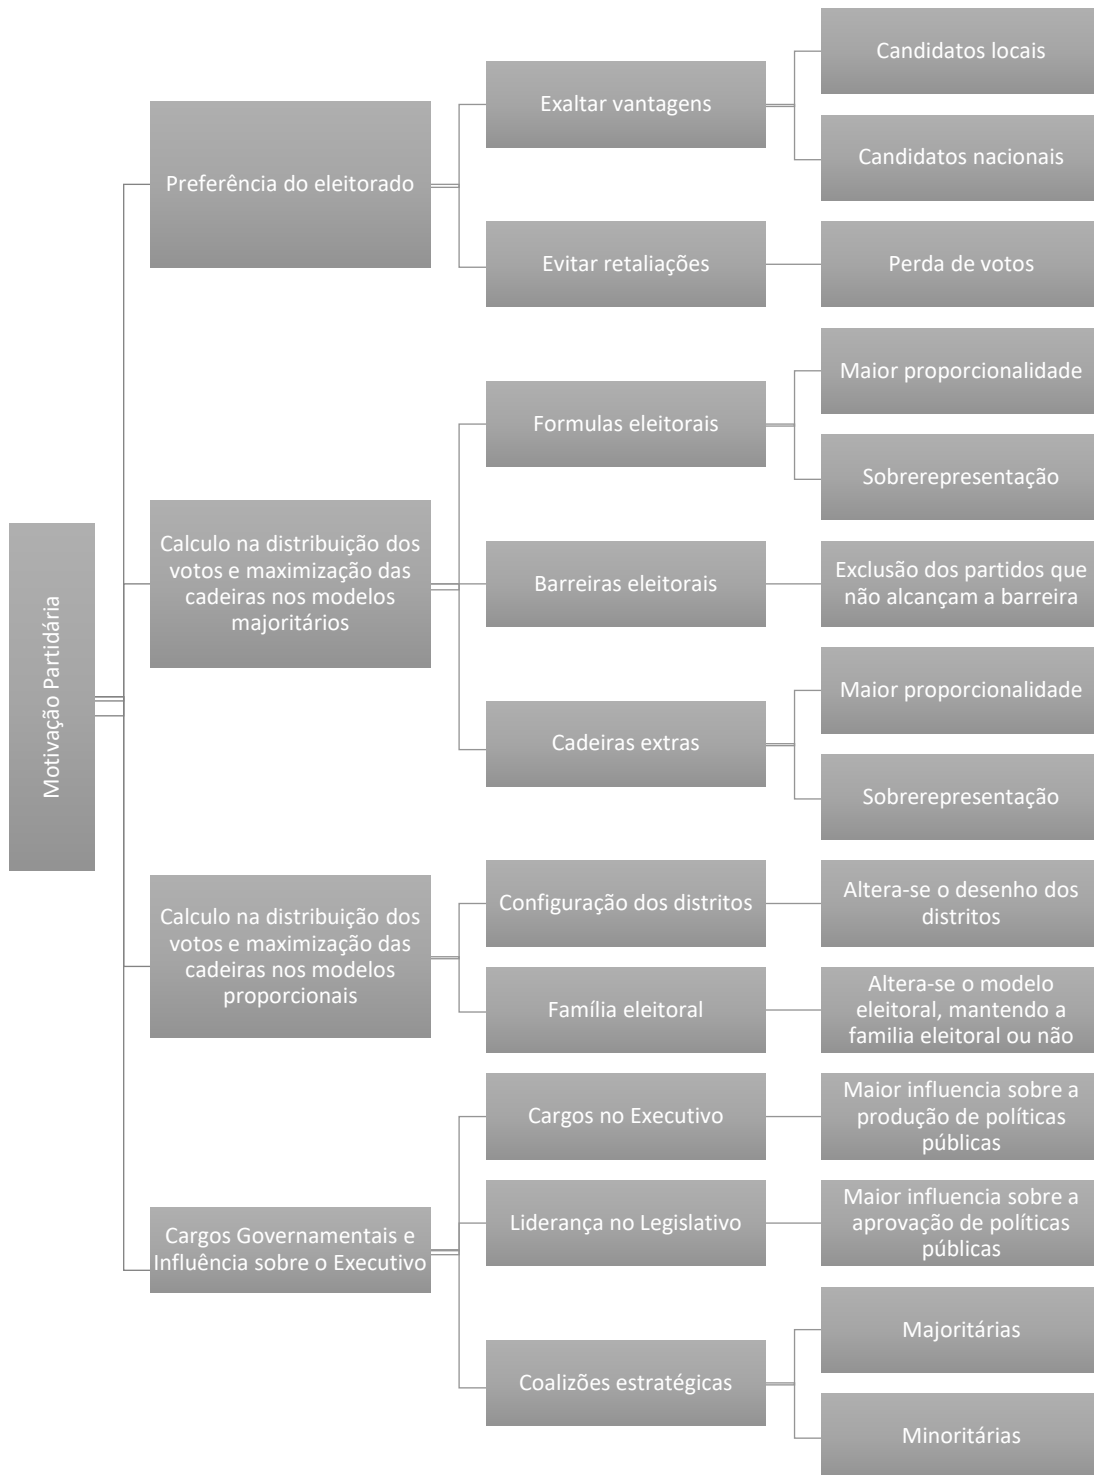 Motivação Partidária
Preferência do eleitorado
Exaltar vantagens
Candidatos locais
Candidatos nacionais
Evitar retaliações
Perda de votos
Calculo na distribuição dos
votos e maximização das
cadeiras nos modelos
majoritários
Formulas eleitorais
Maior proporcionalidade
Sobrerepresentação
Barreiras eleitorais
Exclusão dos partidos que
não alcançam a barreira
Cadeiras extras
Maior proporcionalidade
Sobrerepresentação
Calculo na distribuição dos
votos e maximização das
cadeiras nos modelos
proporcionais
Configuração dos distritos
Altera-se o desenho dos
distritos
Família eleitoral
Altera-se o modelo
eleitoral, mantendo a
familia eleitoral ou não
Cargos Governamentais e
Influência sobre o Executivo
Cargos no Executivo
Maior influencia sobre a
produção de políticas
públicas
Liderança no Legislativo
Maior influencia sobre a
aprovação de políticas
públicas
Coalizões estratégicas
Majoritárias
Minoritárias